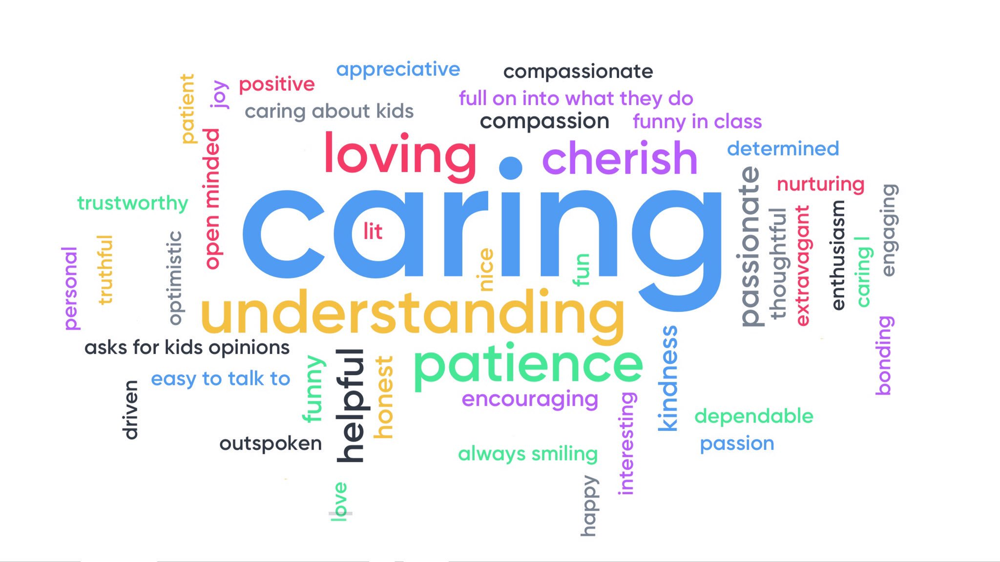 appreciative
compassionate
patient
joy
positive
full on into what they do
caring about kids
compassion
funny in class
open minded
loving
cherish
determined
passionate
nurturing
trustworthy
caring
lit
nice
fun
thoughtful
extravagant
enthusiasm
caring I
engaging
personal
truthful
optimistic
understanding
asks for kids opinions
kindness
bonding
easy to talk to
funny
helpful
honest
patience
encouraging
interesting
driven
dependable
outspoken
passion
always smiling
love
happy